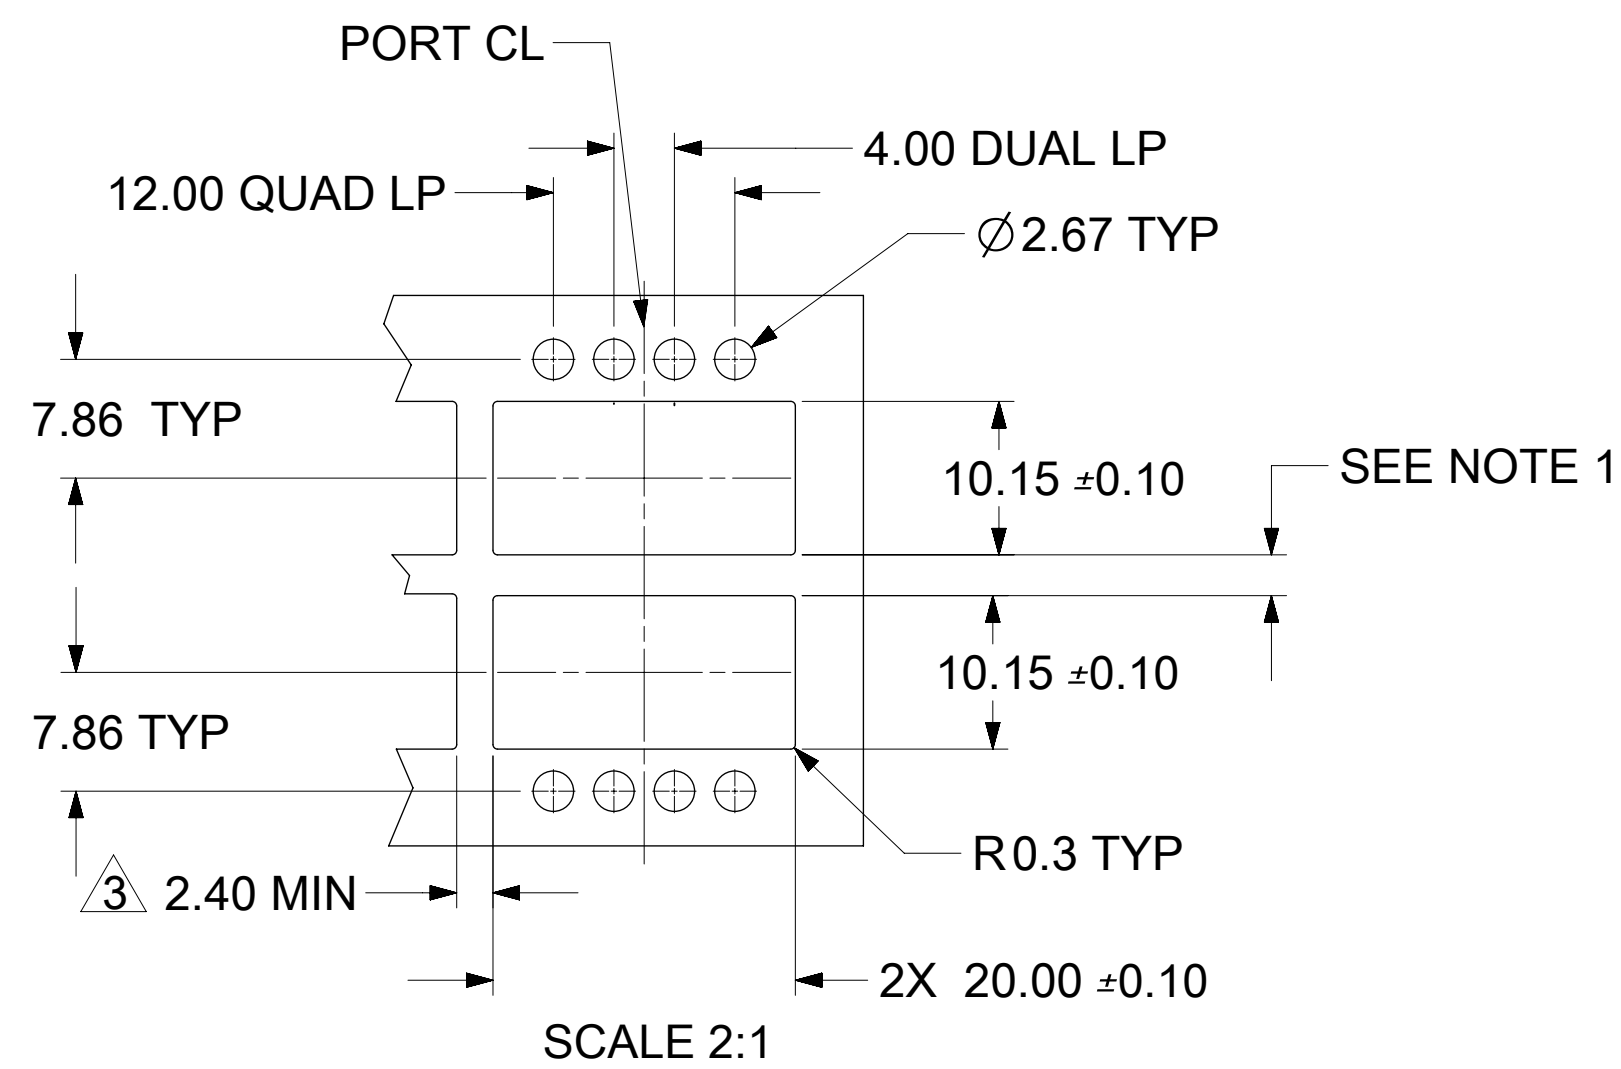 PORT CL
4.00 DUAL LP
12.00 QUAD LP
∅2.67 TYP
7.86 TYP
10.15 ±0.10
SEE NOTE 1
10.15 ±0.10
7.86 TYP
R0.3 TYP
3 2.40 MIN
2X 20.00 ±0.10
SCALE 2:1